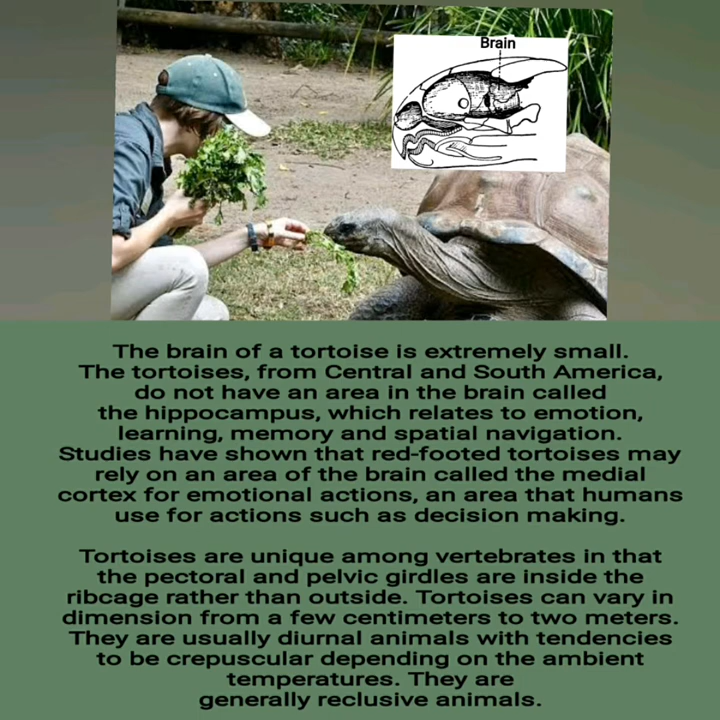 Brain
The brain of a tortoise is extremely small.
The tortoises, from Central and South America,
do not have an area in the brain called
the hippocampus, which relates to emotion,
learning, memory and spatial navigation.
Studies have shown that red-footed tortoises may
rely on an area of the brain called the medial
cortex for emotional actions, an area that humans
use for actions such as decision making.
Tortoises are unique among vertebrates in that
the pectoral and pelvic girdles are inside the
ribcage rather than outside. Tortoises can vary in
dimension from a few centimeters to two meters.
They are usually diurnal animals with tendencies
to be crepuscular depending on the ambient
temperatures. They are
generally reclusive animals.